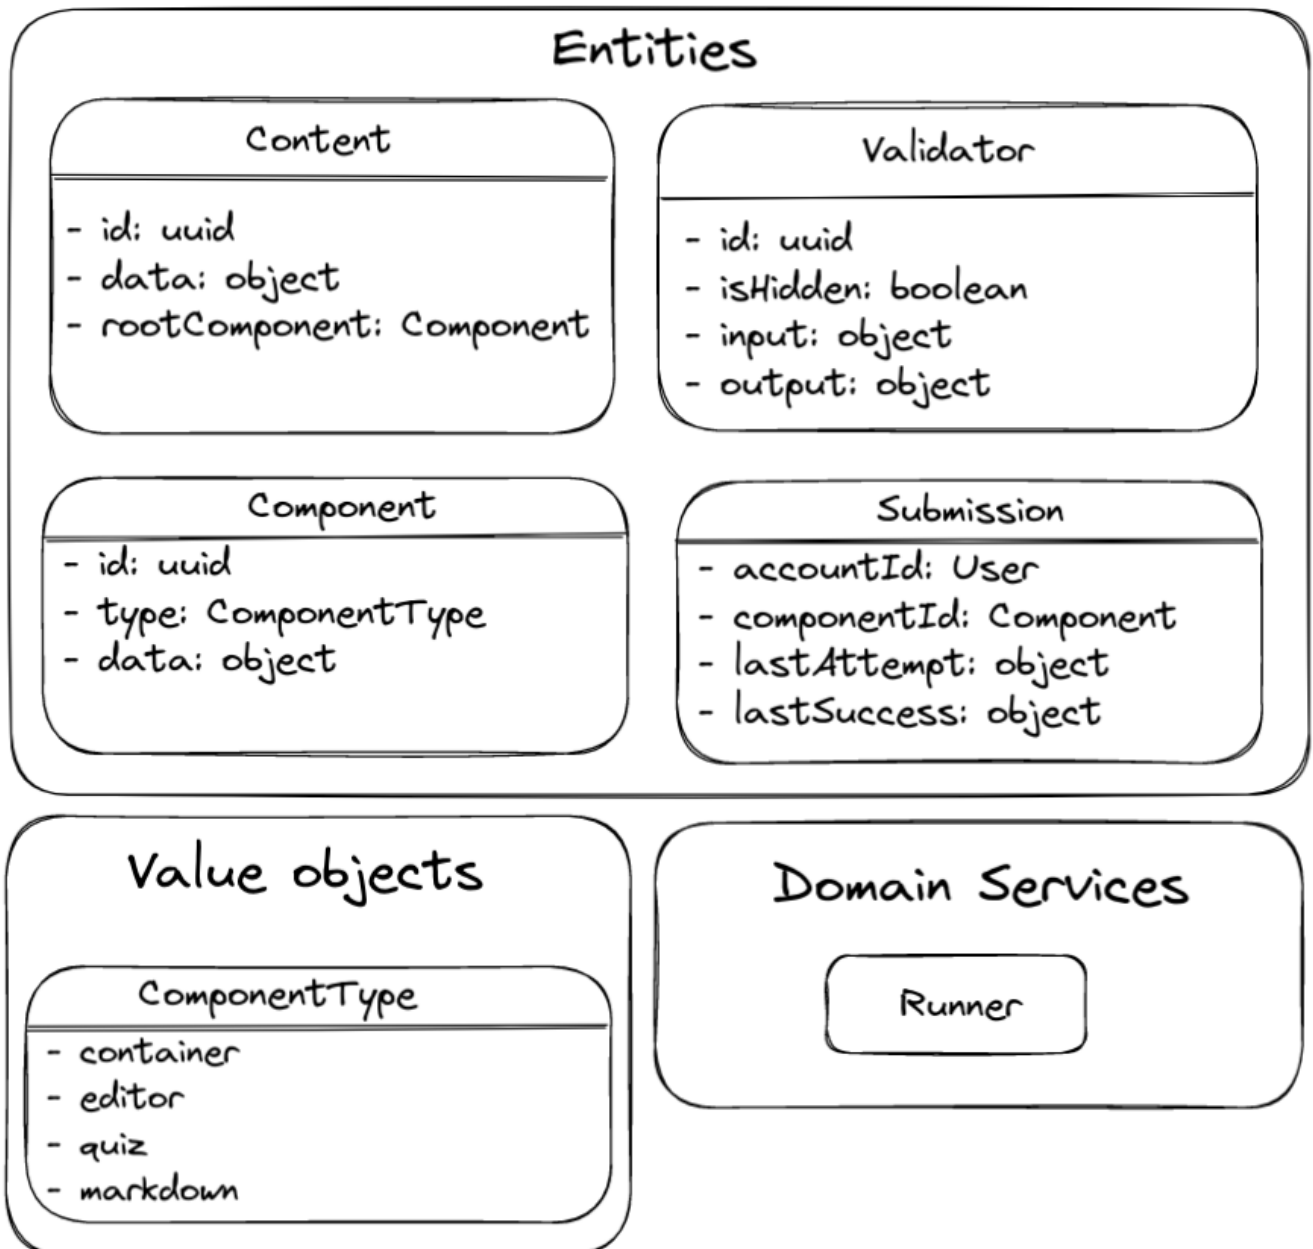 Entities
Content
- id: uuid
- data: object
- rootComponent: Component
Validator
- id: uuid
- isHidden: boolean
- input: object
- output: object
Component
- id: uuid
- type: ComponentType
- data: object
Submission
- accountId: User
- componentId: Component
- lastAttempt: object
- lastSuccess: object
Value objects
ComponentType
- container
- editor
- quiz
- markdown
Domain Services
Runner